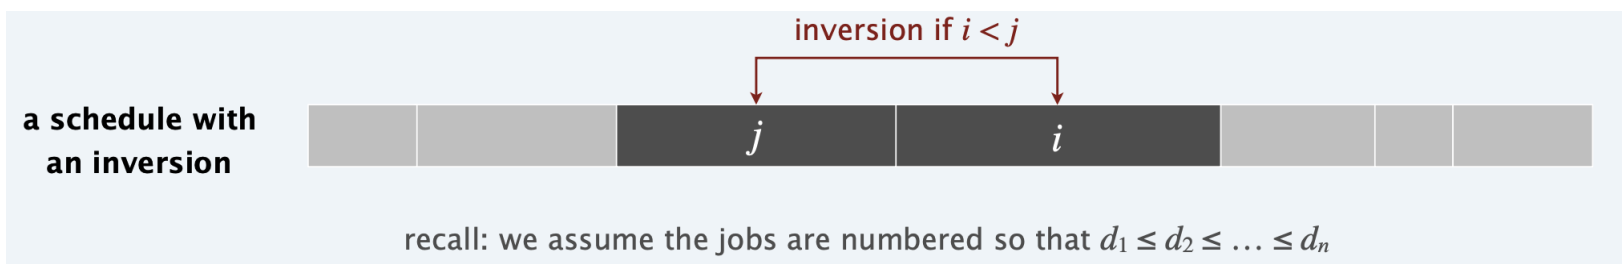 inversion if i < j
a schedule with
an inversion
j
i
recall: we assume the jobs are numbered so that d₁ ≤ d₂ ≤ … ≤ dₙ